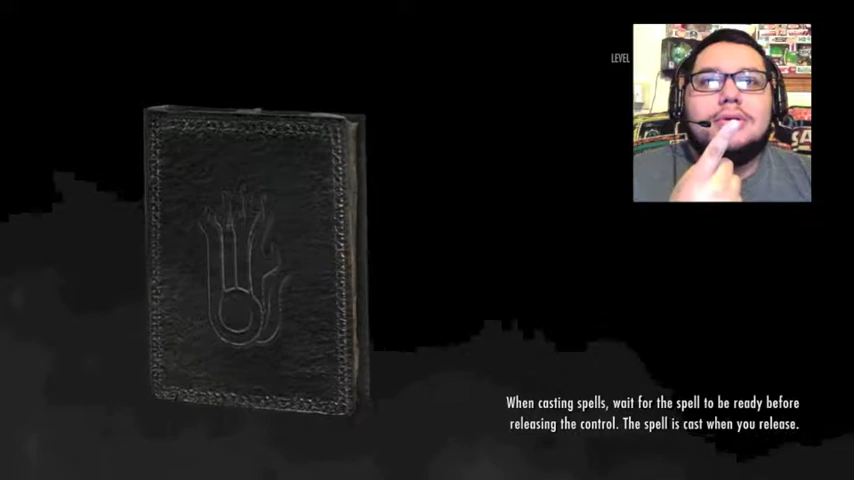 LEVEL
When casting spells, wait for the spell to be ready before
releasing the control. The spell is cast when you release.